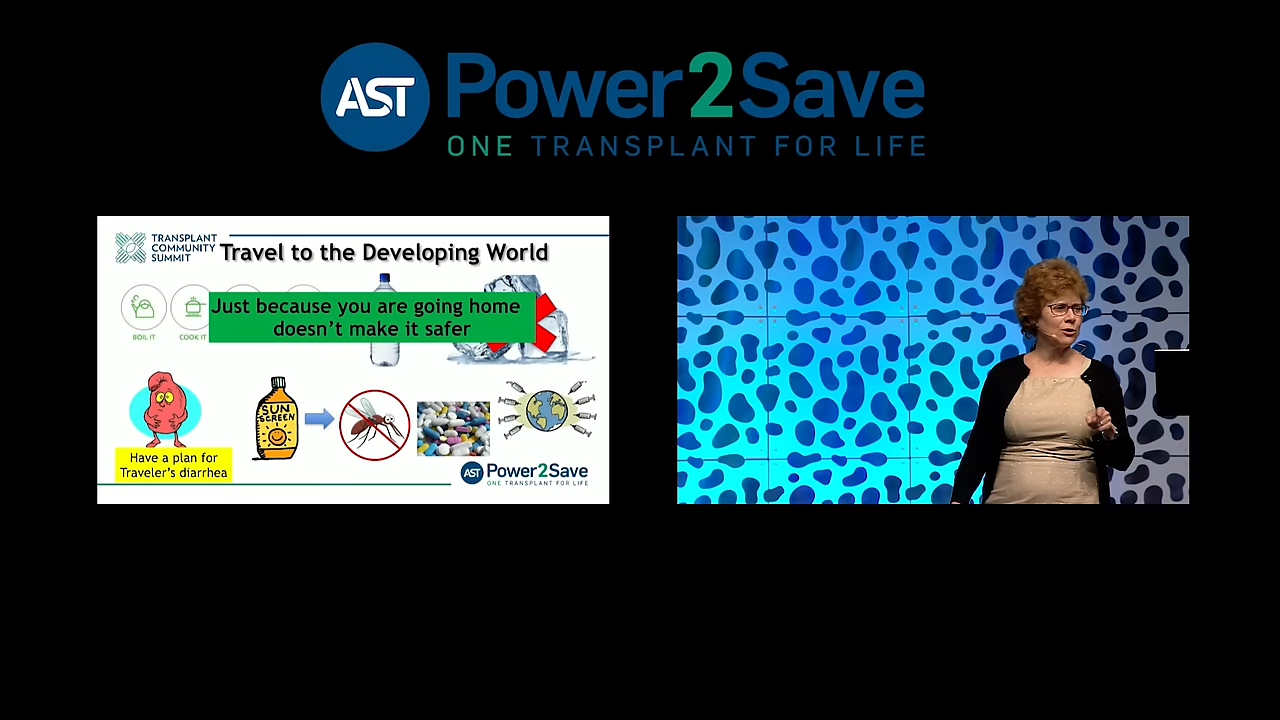 AST
Power2Save
ONE TRANSPLANT FOR LIFE
TRANSPLANT
COMMUNITY
SUMMIT
Travel to the Developing World
Just because you are going home
doesn't make it safer
BOIL IT
COOK IT
SUN
SCREEN
Have a plan for
Traveler's diarrhea
AST
Power2Save
ONE TRANSPLANT FOR LIFE